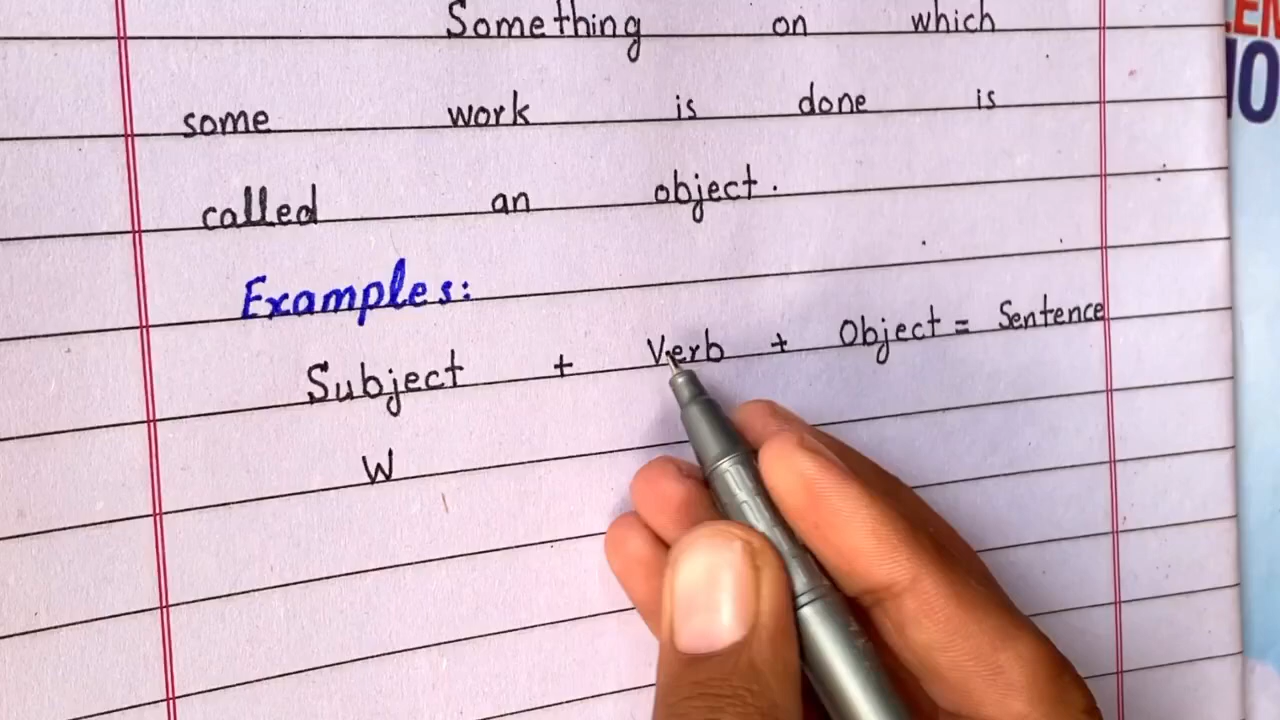 Something on which
some work is done is
called an object.
Examples:
Subject + Verb + Object = Sentence
W